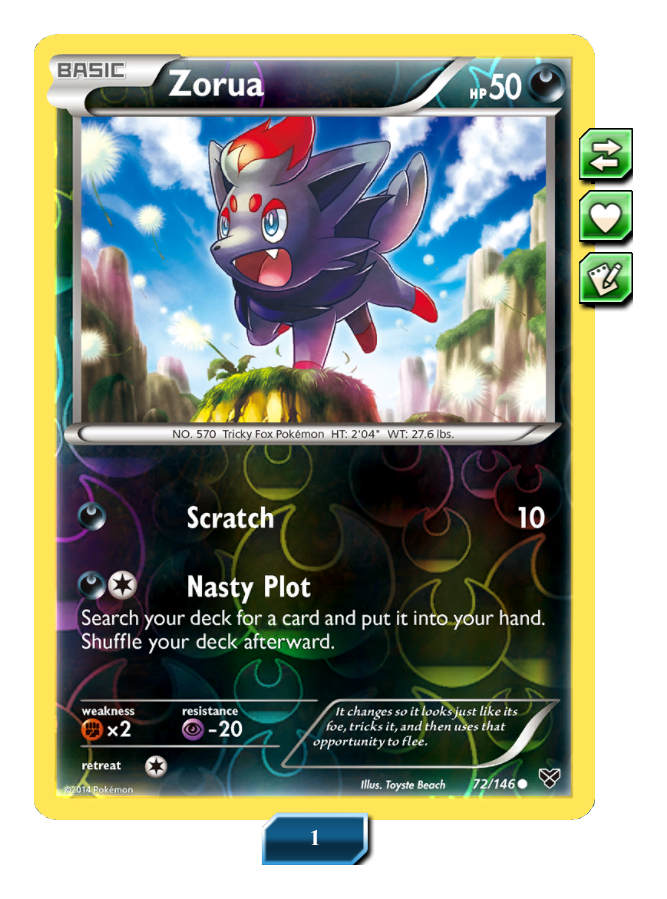 BASIC Zorua HP50
NO. 570 Tricky Fox Pokémon HT: 2'04" WT: 27.6 lbs.
Scratch 10
Nasty Plot
Search your deck for a card and put it into your hand.
Shuffle your deck afterward.
weakness resistance
×2 -20
It changes so it looks just like its
foe, tricks it, and then uses that
opportunity to flee.
retreat
©2014 Pokémon
Illus. Toyste Beach 72/146
1